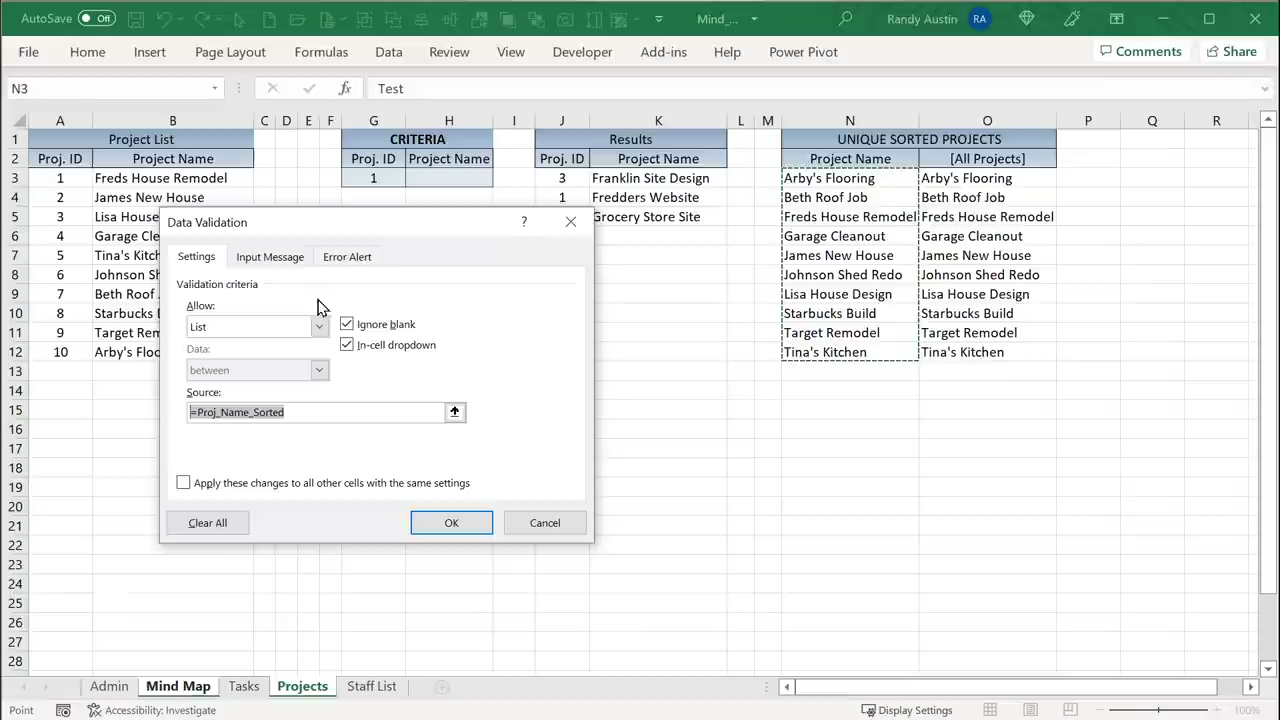 AutoSave Off Mind_... Randy Austin RA
File Home Insert Page Layout Formulas Data Review View Developer Add-ins Help Power Pivot Comments Share
N3 fx Test
A B C D E F G H I J K L M N O P Q R
1 Project List CRITERIA Results UNIQUE SORTED PROJECTS
2 Proj. ID Project Name Proj. ID Project Name Proj. ID Project Name Project Name [All Projects]
3 1 Freds House Remodel 1 3 Franklin Site Design Arby's Flooring Arby's Flooring
4 2 James New House 1 Fredders Website Beth Roof Job Beth Roof Job
5 3 Lisa House Grocery Store Site Freds House Remodel Freds House Remodel
6 4 Garage Cle Garage Cleanout Garage Cleanout
7 5 Tina's Kitch James New House James New House
8 6 Johnson Sh Johnson Shed Redo Johnson Shed Redo
9 7 Beth Roof Lisa House Design Lisa House Design
10 8 Starbucks Starbucks Build Starbucks Build
11 9 Target Rem Target Remodel Target Remodel
12 10 Arby's Floo Tina's Kitchen Tina's Kitchen
13
14
15
16
17
18
19
20
21
22
23
24
25
26
27
28
Data Validation ?
Settings Input Message Error Alert
Validation criteria
Allow:
List Ignore blank
Data: In-cell dropdown
between
Source:
=Proj_Name_Sorted
Apply these changes to all other cells with the same settings
Clear All OK Cancel
Admin Mind Map Tasks Projects Staff List
Point Accessibility: Investigate Display Settings 100%